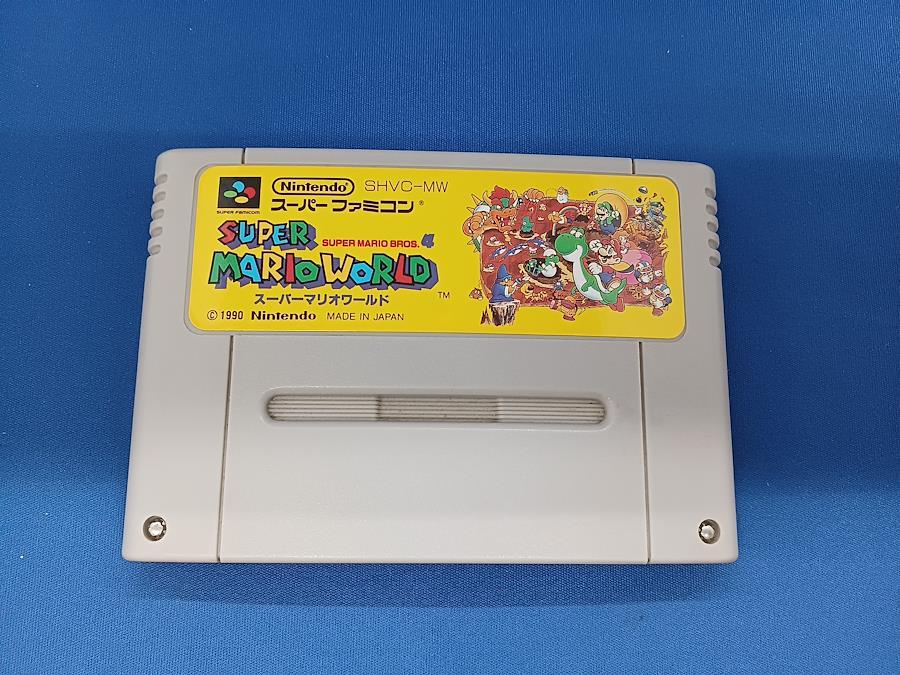 Nintendo® SHVC-MW
SUPER FAMICOM
スーパーファミコン®
SUPER
SUPER MARIO BROS. 4
MARIO WORLD
スーパーマリオワールド ™
© 1990 Nintendo MADE IN JAPAN